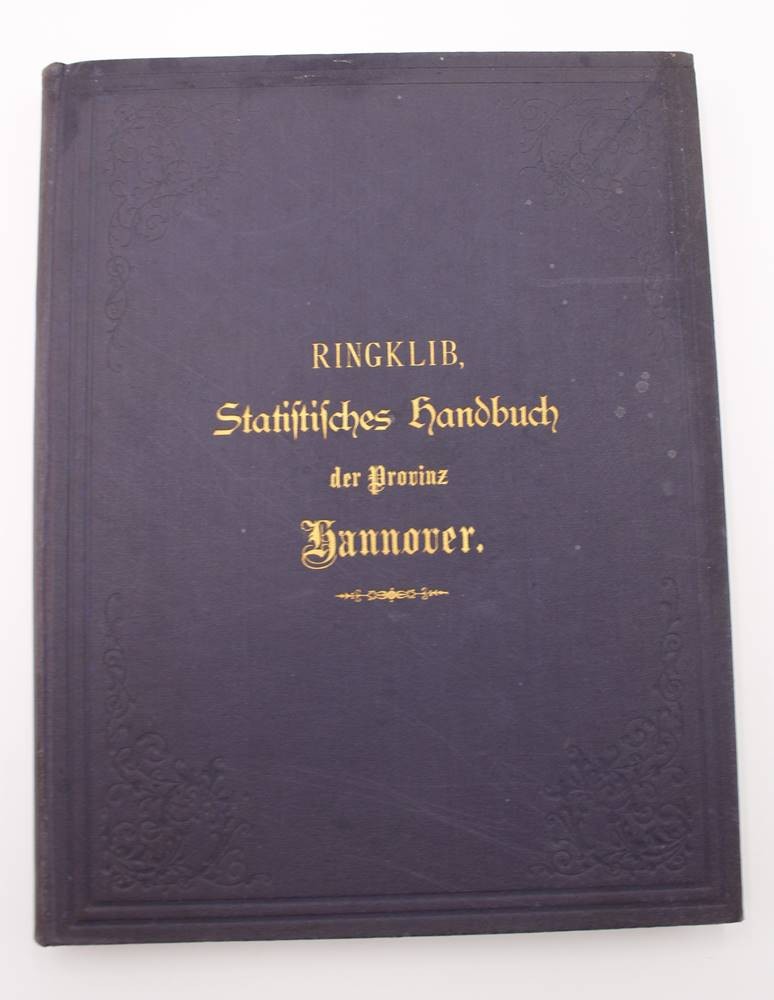 RINGKLIB,
Statiſtiſches Handbuch
der Provinz
Hannover.